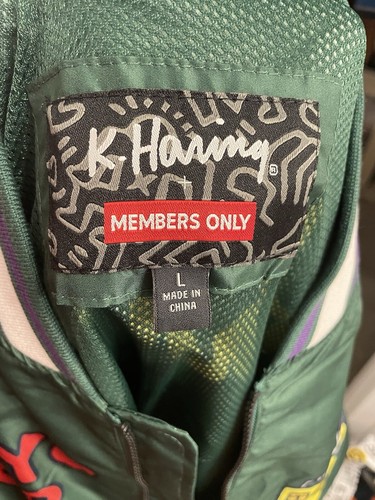 K. Haring®
MEMBERS ONLY
L
MADE IN
CHINA